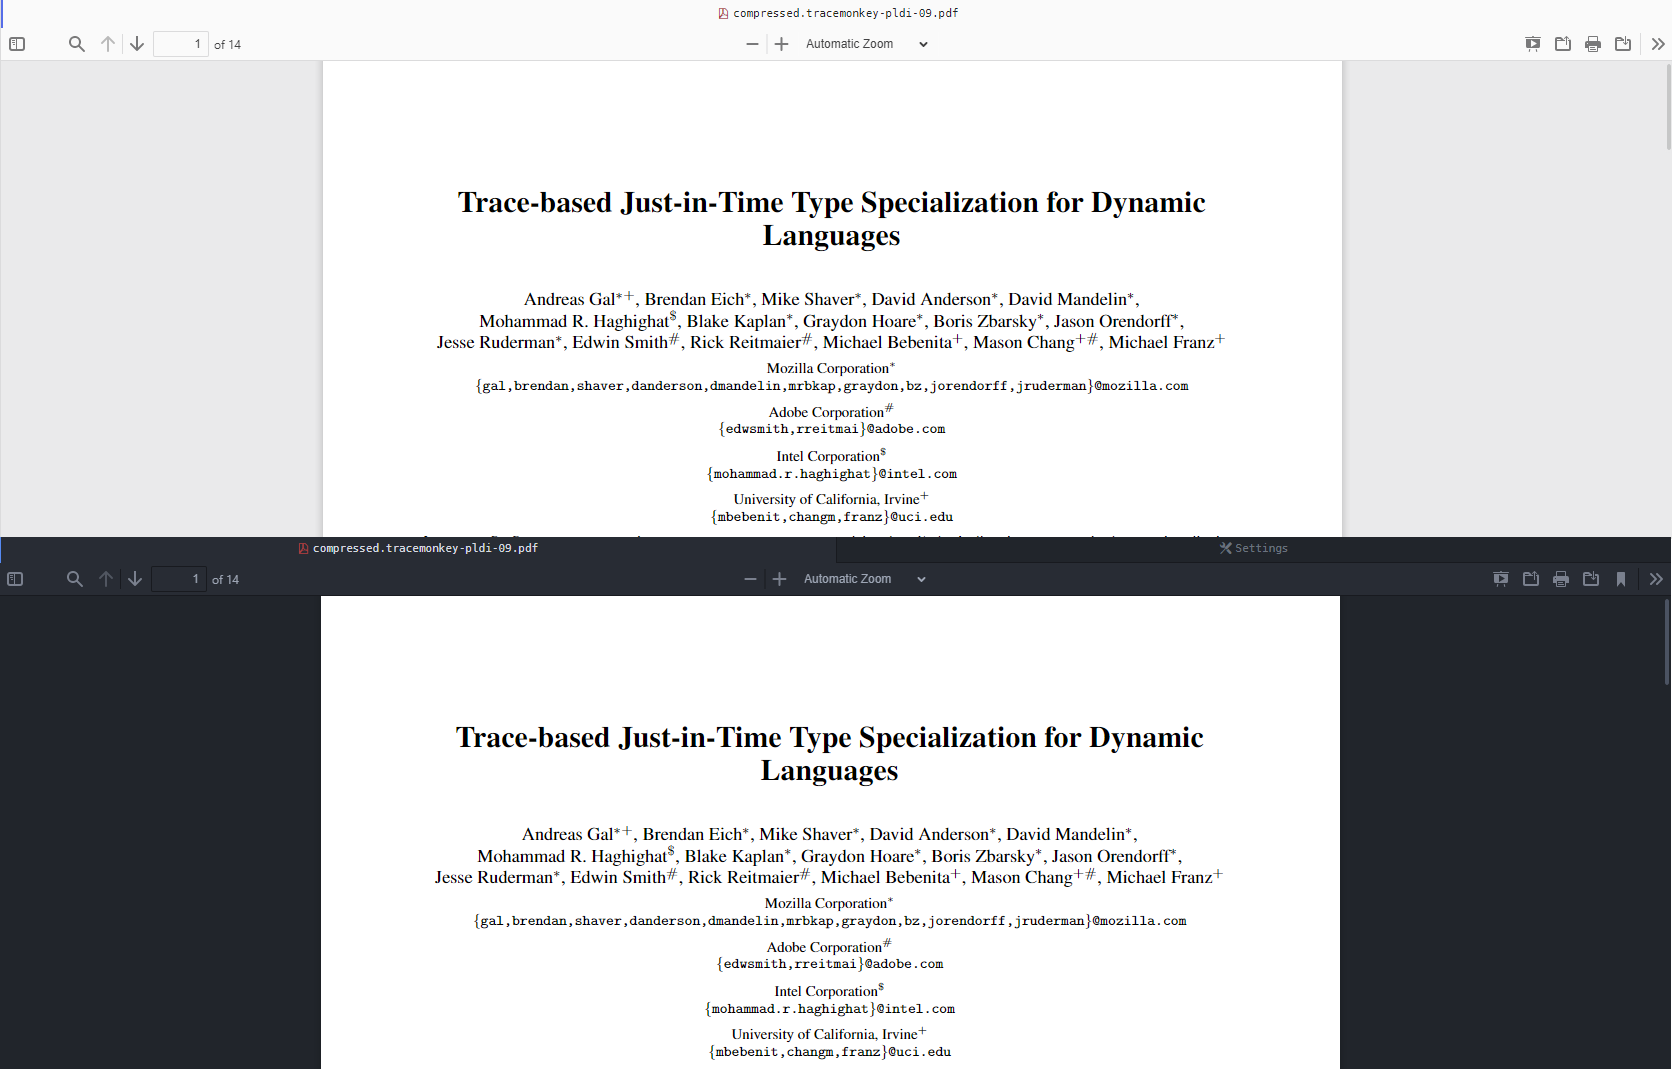 compressed.tracemonkey-pldi-09.pdf
1 of 14 Automatic Zoom
Trace-based Just-in-Time Type Specialization for Dynamic
Languages
Andreas Gal*+, Brendan Eich*, Mike Shaver*, David Anderson*, David Mandelin*,
Mohammad R. Haghighat$, Blake Kaplan*, Graydon Hoare*, Boris Zbarsky*, Jason Orendorff*,
Jesse Ruderman*, Edwin Smith#, Rick Reitmaier#, Michael Bebenita+, Mason Chang+#, Michael Franz+
Mozilla Corporation*
{gal,brendan,shaver,danderson,dmandelin,mrbkap,graydon,bz,jorendorff,jruderman}@mozilla.com
Adobe Corporation#
{edwsmith,rreitmai}@adobe.com
Intel Corporation$
{mohammad.r.haghighat}@intel.com
University of California, Irvine+
{mbebenit,changm,franz}@uci.edu
compressed.tracemonkey-pldi-09.pdf Settings
1 of 14 Automatic Zoom
Trace-based Just-in-Time Type Specialization for Dynamic
Languages
Andreas Gal*+, Brendan Eich*, Mike Shaver*, David Anderson*, David Mandelin*,
Mohammad R. Haghighat$, Blake Kaplan*, Graydon Hoare*, Boris Zbarsky*, Jason Orendorff*,
Jesse Ruderman*, Edwin Smith#, Rick Reitmaier#, Michael Bebenita+, Mason Chang+#, Michael Franz+
Mozilla Corporation*
{gal,brendan,shaver,danderson,dmandelin,mrbkap,graydon,bz,jorendorff,jruderman}@mozilla.com
Adobe Corporation#
{edwsmith,rreitmai}@adobe.com
Intel Corporation$
{mohammad.r.haghighat}@intel.com
University of California, Irvine+
{mbebenit,changm,franz}@uci.edu